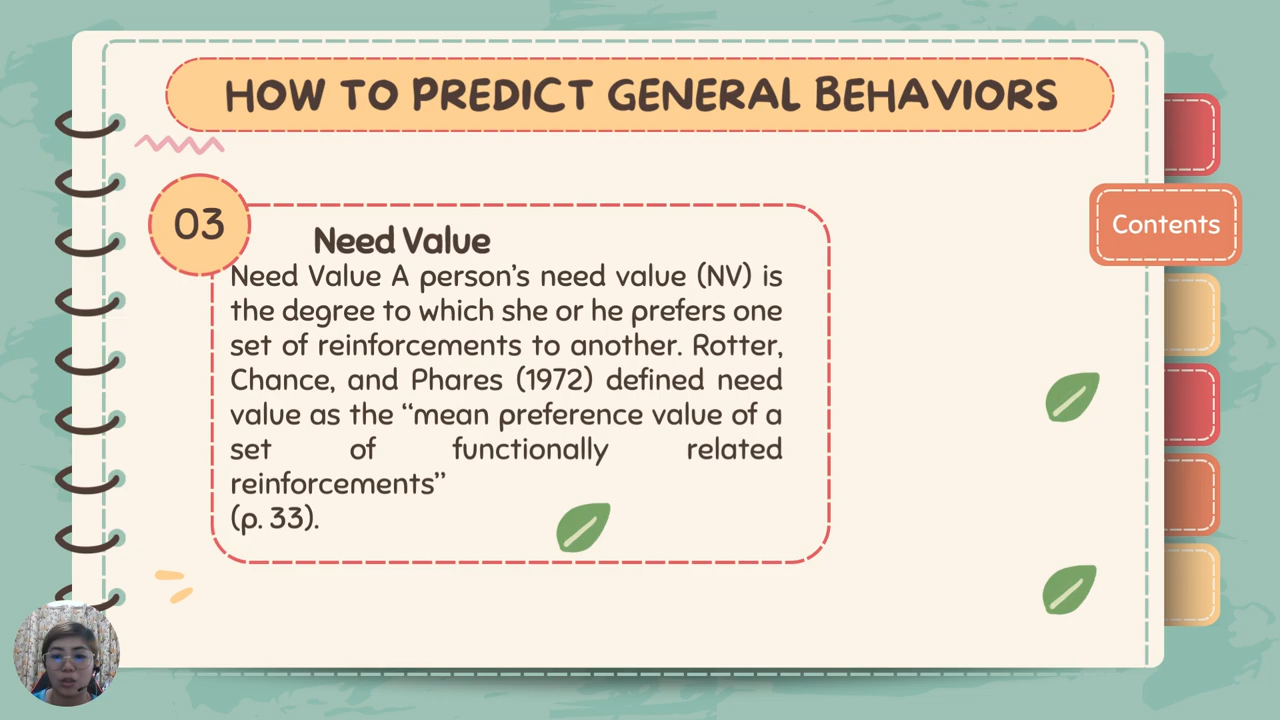 HOW TO PREDICT GENERAL BEHAVIORS
03
Need Value
Need Value A person’s need value (NV) is
the degree to which she or he prefers one
set of reinforcements to another. Rotter,
Chance, and Phares (1972) defined need
value as the “mean preference value of a
set of functionally related
reinforcements”
(p. 33).
Contents